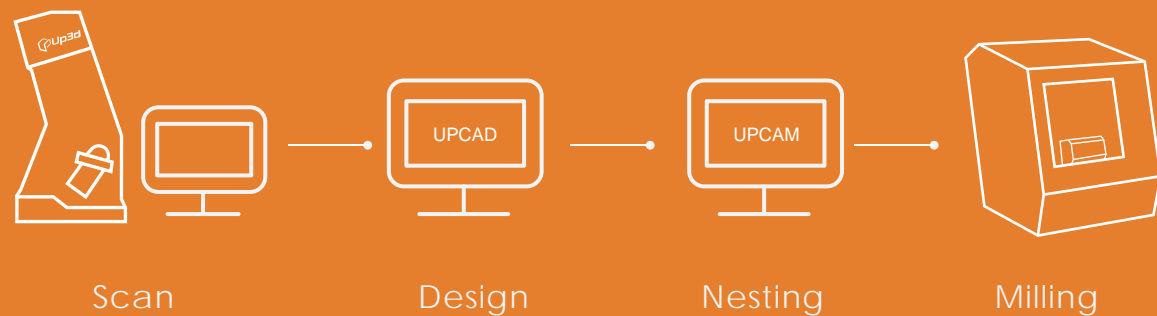 Up3d
UPCAD
UPCAM
Scan
Design
Nesting
Milling